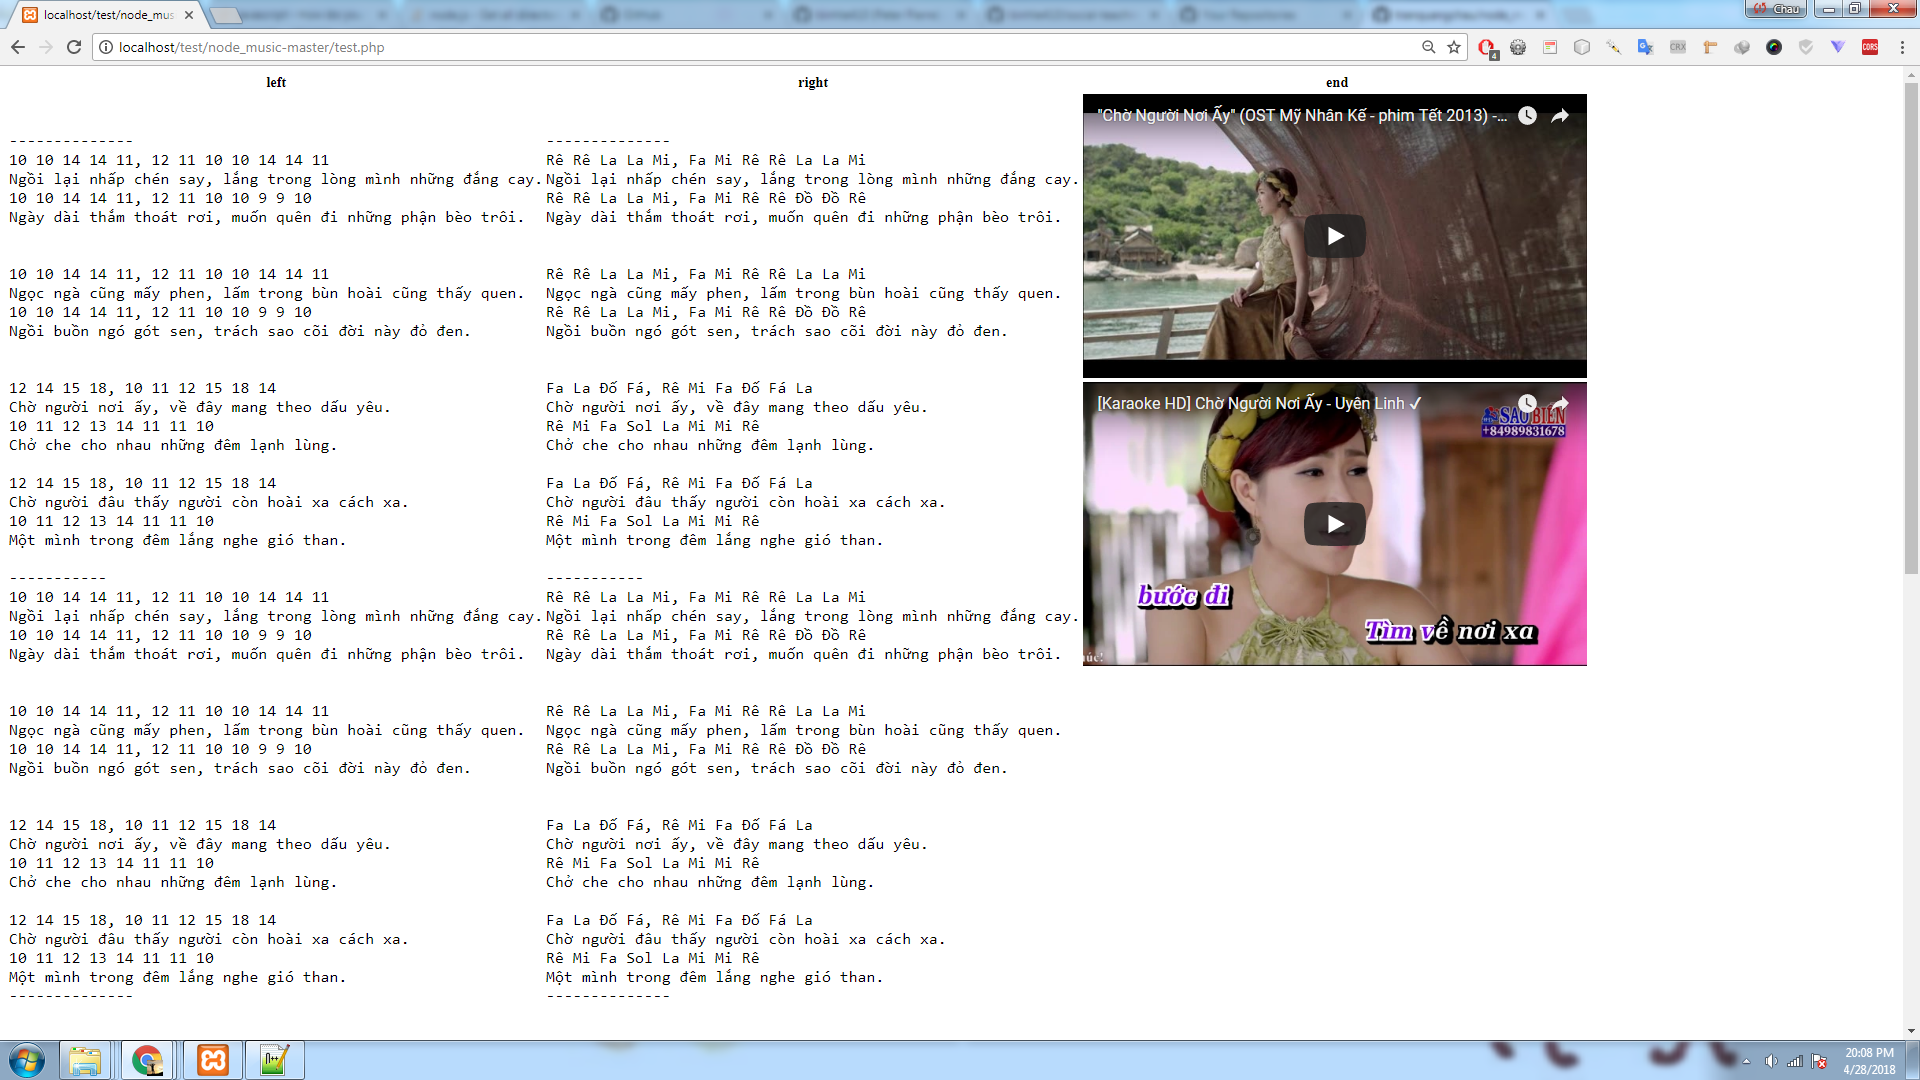 localhost/test/node_mus
Chau
localhost/test/node_music-master/test.php
4
CRX
CORS
left
--------------
10 10 14 14 11, 12 11 10 10 14 14 11
Ngồi lại nhấp chén say, lắng trong lòng mình những đắng cay.
10 10 14 14 11, 12 11 10 10 9 9 10
Ngày dài thắm thoát rơi, muốn quên đi những phận bèo trôi.
10 10 14 14 11, 12 11 10 10 14 14 11
Ngọc ngà cũng mấy phen, lấm trong bùn hoài cũng thấy quen.
10 10 14 14 11, 12 11 10 10 9 9 10
Ngồi buồn ngó gót sen, trách sao cõi đời này đỏ đen.
12 14 15 18, 10 11 12 15 18 14
Chờ người nơi ấy, về đây mang theo dấu yêu.
10 11 12 13 14 11 11 10
Chở che cho nhau những đêm lạnh lùng.
12 14 15 18, 10 11 12 15 18 14
Chờ người đâu thấy người còn hoài xa cách xa.
10 11 12 13 14 11 11 10
Một mình trong đêm lắng nghe gió than.
-----------
10 10 14 14 11, 12 11 10 10 14 14 11
Ngồi lại nhấp chén say, lắng trong lòng mình những đắng cay.
10 10 14 14 11, 12 11 10 10 9 9 10
Ngày dài thắm thoát rơi, muốn quên đi những phận bèo trôi.
10 10 14 14 11, 12 11 10 10 14 14 11
Ngọc ngà cũng mấy phen, lấm trong bùn hoài cũng thấy quen.
10 10 14 14 11, 12 11 10 10 9 9 10
Ngồi buồn ngó gót sen, trách sao cõi đời này đỏ đen.
12 14 15 18, 10 11 12 15 18 14
Chờ người nơi ấy, về đây mang theo dấu yêu.
10 11 12 13 14 11 11 10
Chở che cho nhau những đêm lạnh lùng.
12 14 15 18, 10 11 12 15 18 14
Chờ người đâu thấy người còn hoài xa cách xa.
10 11 12 13 14 11 11 10
Một mình trong đêm lắng nghe gió than.
--------------
right
--------------
Rê Rê La La Mi, Fa Mi Rê Rê La La Mi
Ngồi lại nhấp chén say, lắng trong lòng mình những đắng cay.
Rê Rê La La Mi, Fa Mi Rê Rê Đồ Đồ Rê
Ngày dài thắm thoát rơi, muốn quên đi những phận bèo trôi.
Rê Rê La La Mi, Fa Mi Rê Rê La La Mi
Ngọc ngà cũng mấy phen, lấm trong bùn hoài cũng thấy quen.
Rê Rê La La Mi, Fa Mi Rê Rê Đồ Đồ Rê
Ngồi buồn ngó gót sen, trách sao cõi đời này đỏ đen.
Fa La Đố Fá, Rê Mi Fa Đố Fá La
Chờ người nơi ấy, về đây mang theo dấu yêu.
Rê Mi Fa Sol La Mi Mi Rê
Chở che cho nhau những đêm lạnh lùng.
Fa La Đố Fá, Rê Mi Fa Đố Fá La
Chờ người đâu thấy người còn hoài xa cách xa.
Rê Mi Fa Sol La Mi Mi Rê
Một mình trong đêm lắng nghe gió than.
-----------
Rê Rê La La Mi, Fa Mi Rê Rê La La Mi
Ngồi lại nhấp chén say, lắng trong lòng mình những đắng cay.
Rê Rê La La Mi, Fa Mi Rê Rê Đồ Đồ Rê
Ngày dài thắm thoát rơi, muốn quên đi những phận bèo trôi.
Rê Rê La La Mi, Fa Mi Rê Rê La La Mi
Ngọc ngà cũng mấy phen, lấm trong bùn hoài cũng thấy quen.
Rê Rê La La Mi, Fa Mi Rê Rê Đồ Đồ Rê
Ngồi buồn ngó gót sen, trách sao cõi đời này đỏ đen.
Fa La Đố Fá, Rê Mi Fa Đố Fá La
Chờ người nơi ấy, về đây mang theo dấu yêu.
Rê Mi Fa Sol La Mi Mi Rê
Chở che cho nhau những đêm lạnh lùng.
Fa La Đố Fá, Rê Mi Fa Đố Fá La
Chờ người đâu thấy người còn hoài xa cách xa.
Rê Mi Fa Sol La Mi Mi Rê
Một mình trong đêm lắng nghe gió than.
--------------
end
"Chờ Người Nơi Ấy" (OST Mỹ Nhân Kế - phim Tết 2013) -...
[Karaoke HD] Chờ Người Nơi Ấy - Uyên Linh ✓
SAO BIỂN
+84989831678
bước đi
Tìm về nơi xa
úc!
20:08 PM
4/28/2018